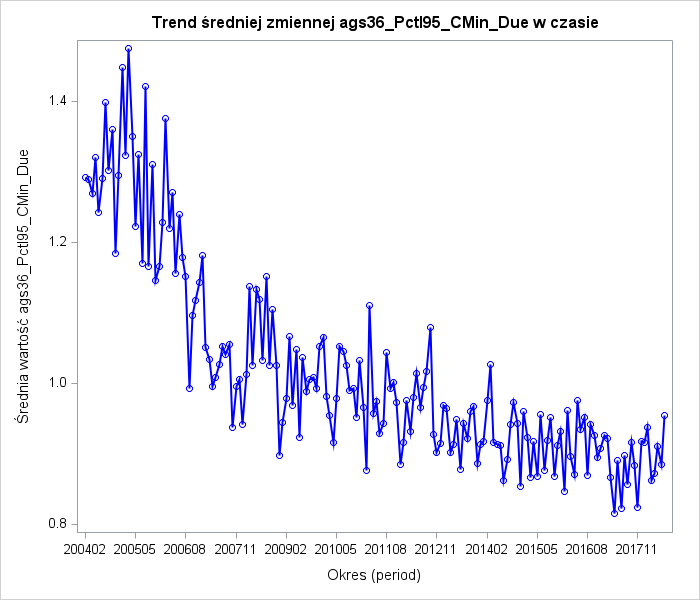 Trend średniej zmiennej ags36_Pctl95_CMin_Due w czasie
Średnia wartość ags36_Pctl95_CMin_Due
1.4
1.2
1.0
0.8
200402 200505 200608 200711 200902 201005 201108 201211 201402 201505 201608 201711
Okres (period)